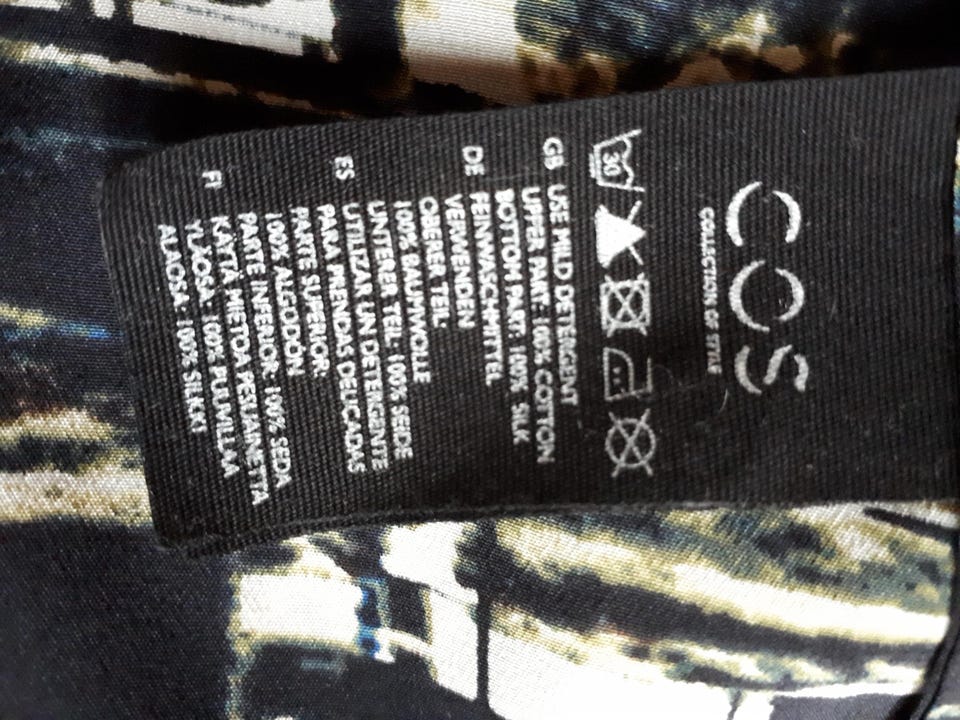 COS
COLLECTION OF STYLE
30
GB USE MILD DETERGENT
UPPER PART: 100% COTTON
BOTTOM PART: 100% SILK
DE FEINWASCHMITTEL
VERWENDEN
OBERER TEIL:
100% BAUMWOLLE
UNTERER TEIL: 100% SEIDE
ES UTILIZAR UN DETERGENTE
PARA PRENDAS DELICADAS
PARTE SUPERIOR:
100% ALGODÓN
PARTE INFERIOR: 100% SEDA
FI KÄYTTÄ MIETOA PESUAINETTA
YLÄOSA: 100% PUUVILLAA
ALAOSA: 100% SILKKI